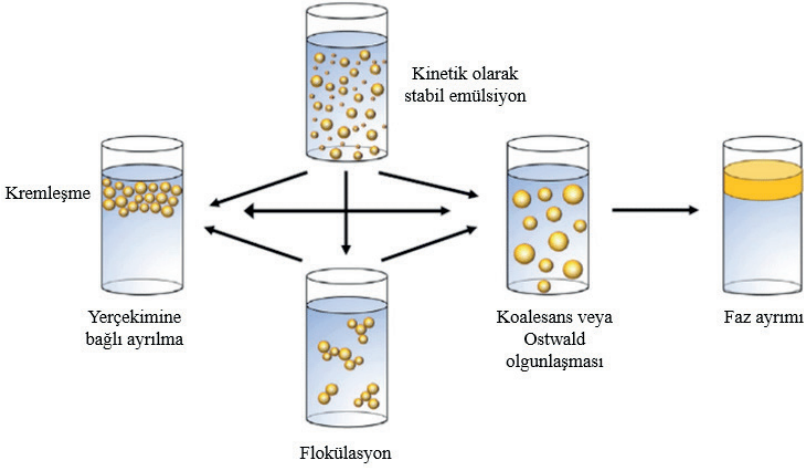 Kinetik olarak
stabil emülsiyon
Kremleşme
Yerçekimine
bağlı ayrılma
Koalesans veya
Ostwald
olgunlaşması
Faz ayrımı
Flokülasyon